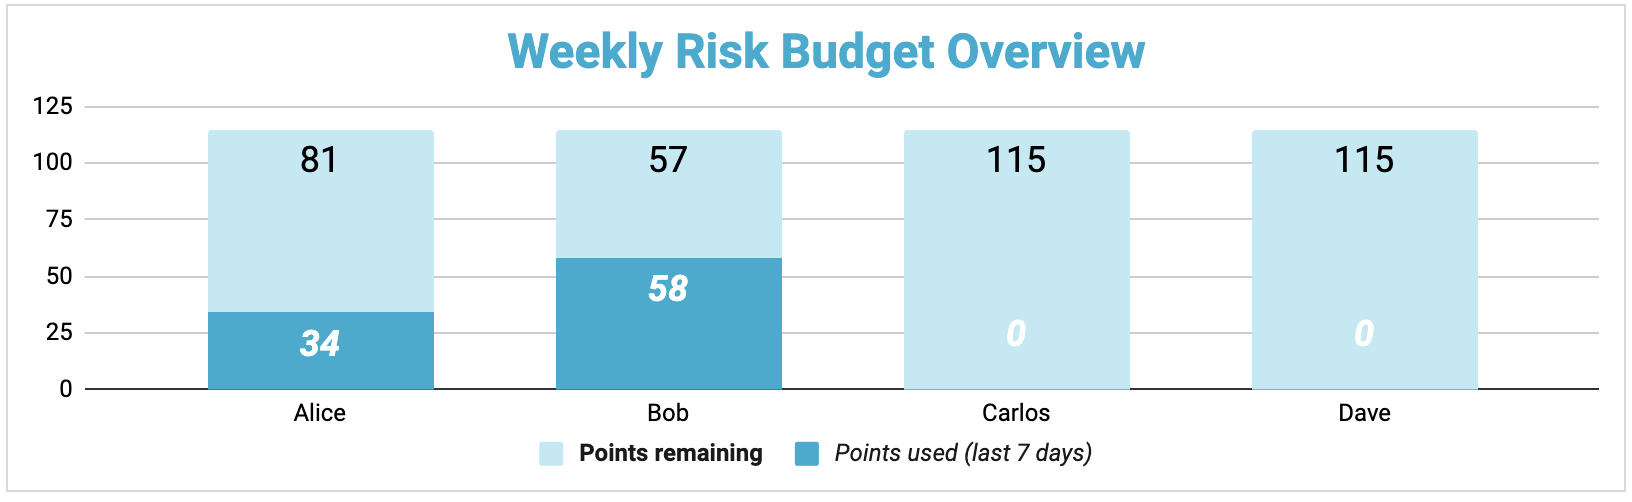 Weekly Risk Budget Overview
125
100
75
50
25
0
81
57
115
115
34
58
0
0
Alice
Bob
Carlos
Dave
Points remaining
Points used (last 7 days)